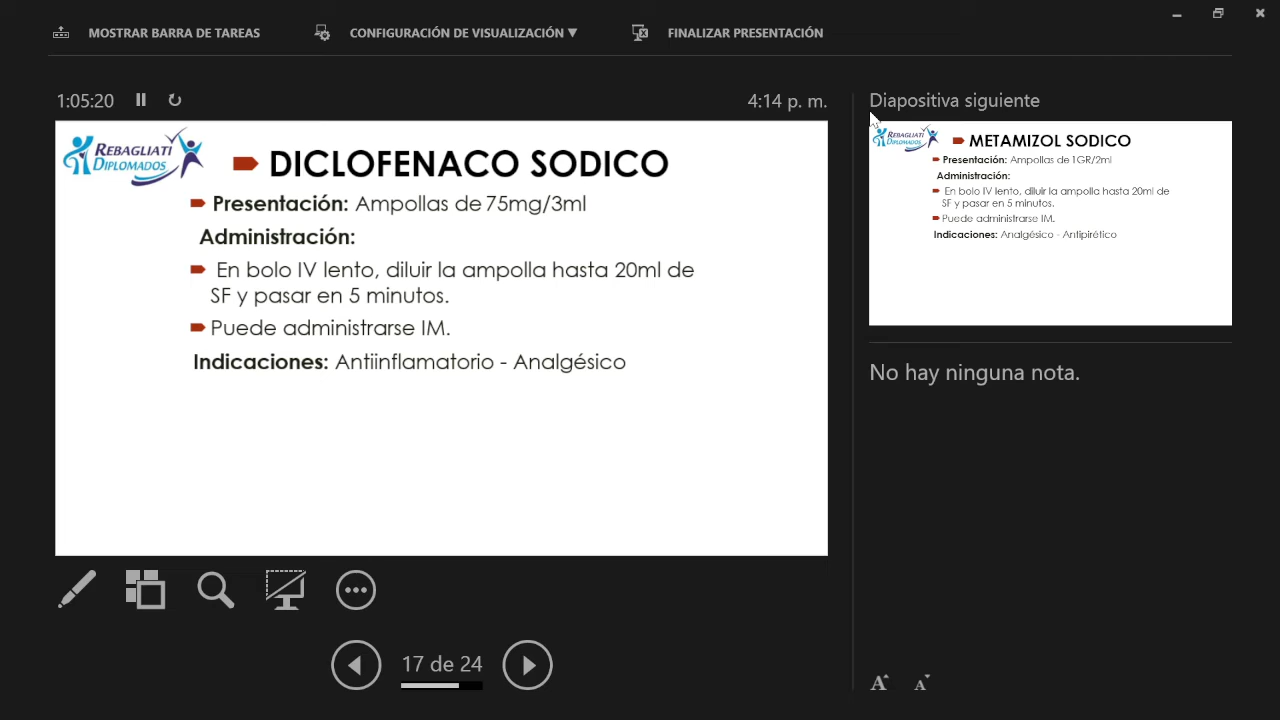 MOSTRAR BARRA DE TAREAS
CONFIGURACIÓN DE VISUALIZACIÓN ▼
FINALIZAR PRESENTACIÓN
1:05:20
4:14 p. m.
REBAGLIATI
DIPLOMADOS
DICLOFENACO SODICO
Presentación: Ampollas de 75mg/3ml
Administración:
En bolo IV lento, diluir la ampolla hasta 20ml de
SF y pasar en 5 minutos.
Puede administrarse IM.
Indicaciones: Antiinflamatorio - Analgésico
17 de 24
Diapositiva siguiente
REBAGLIATI
DIPLOMADOS
METAMIZOL SODICO
Presentación: Ampollas de 1GR/2ml
Administración:
En bolo IV lento, diluir la ampolla hasta 20ml de
SF y pasar en 5 minutos.
Puede administrarse IM.
Indicaciones: Analgésico - Antipirético
No hay ninguna nota.
A A